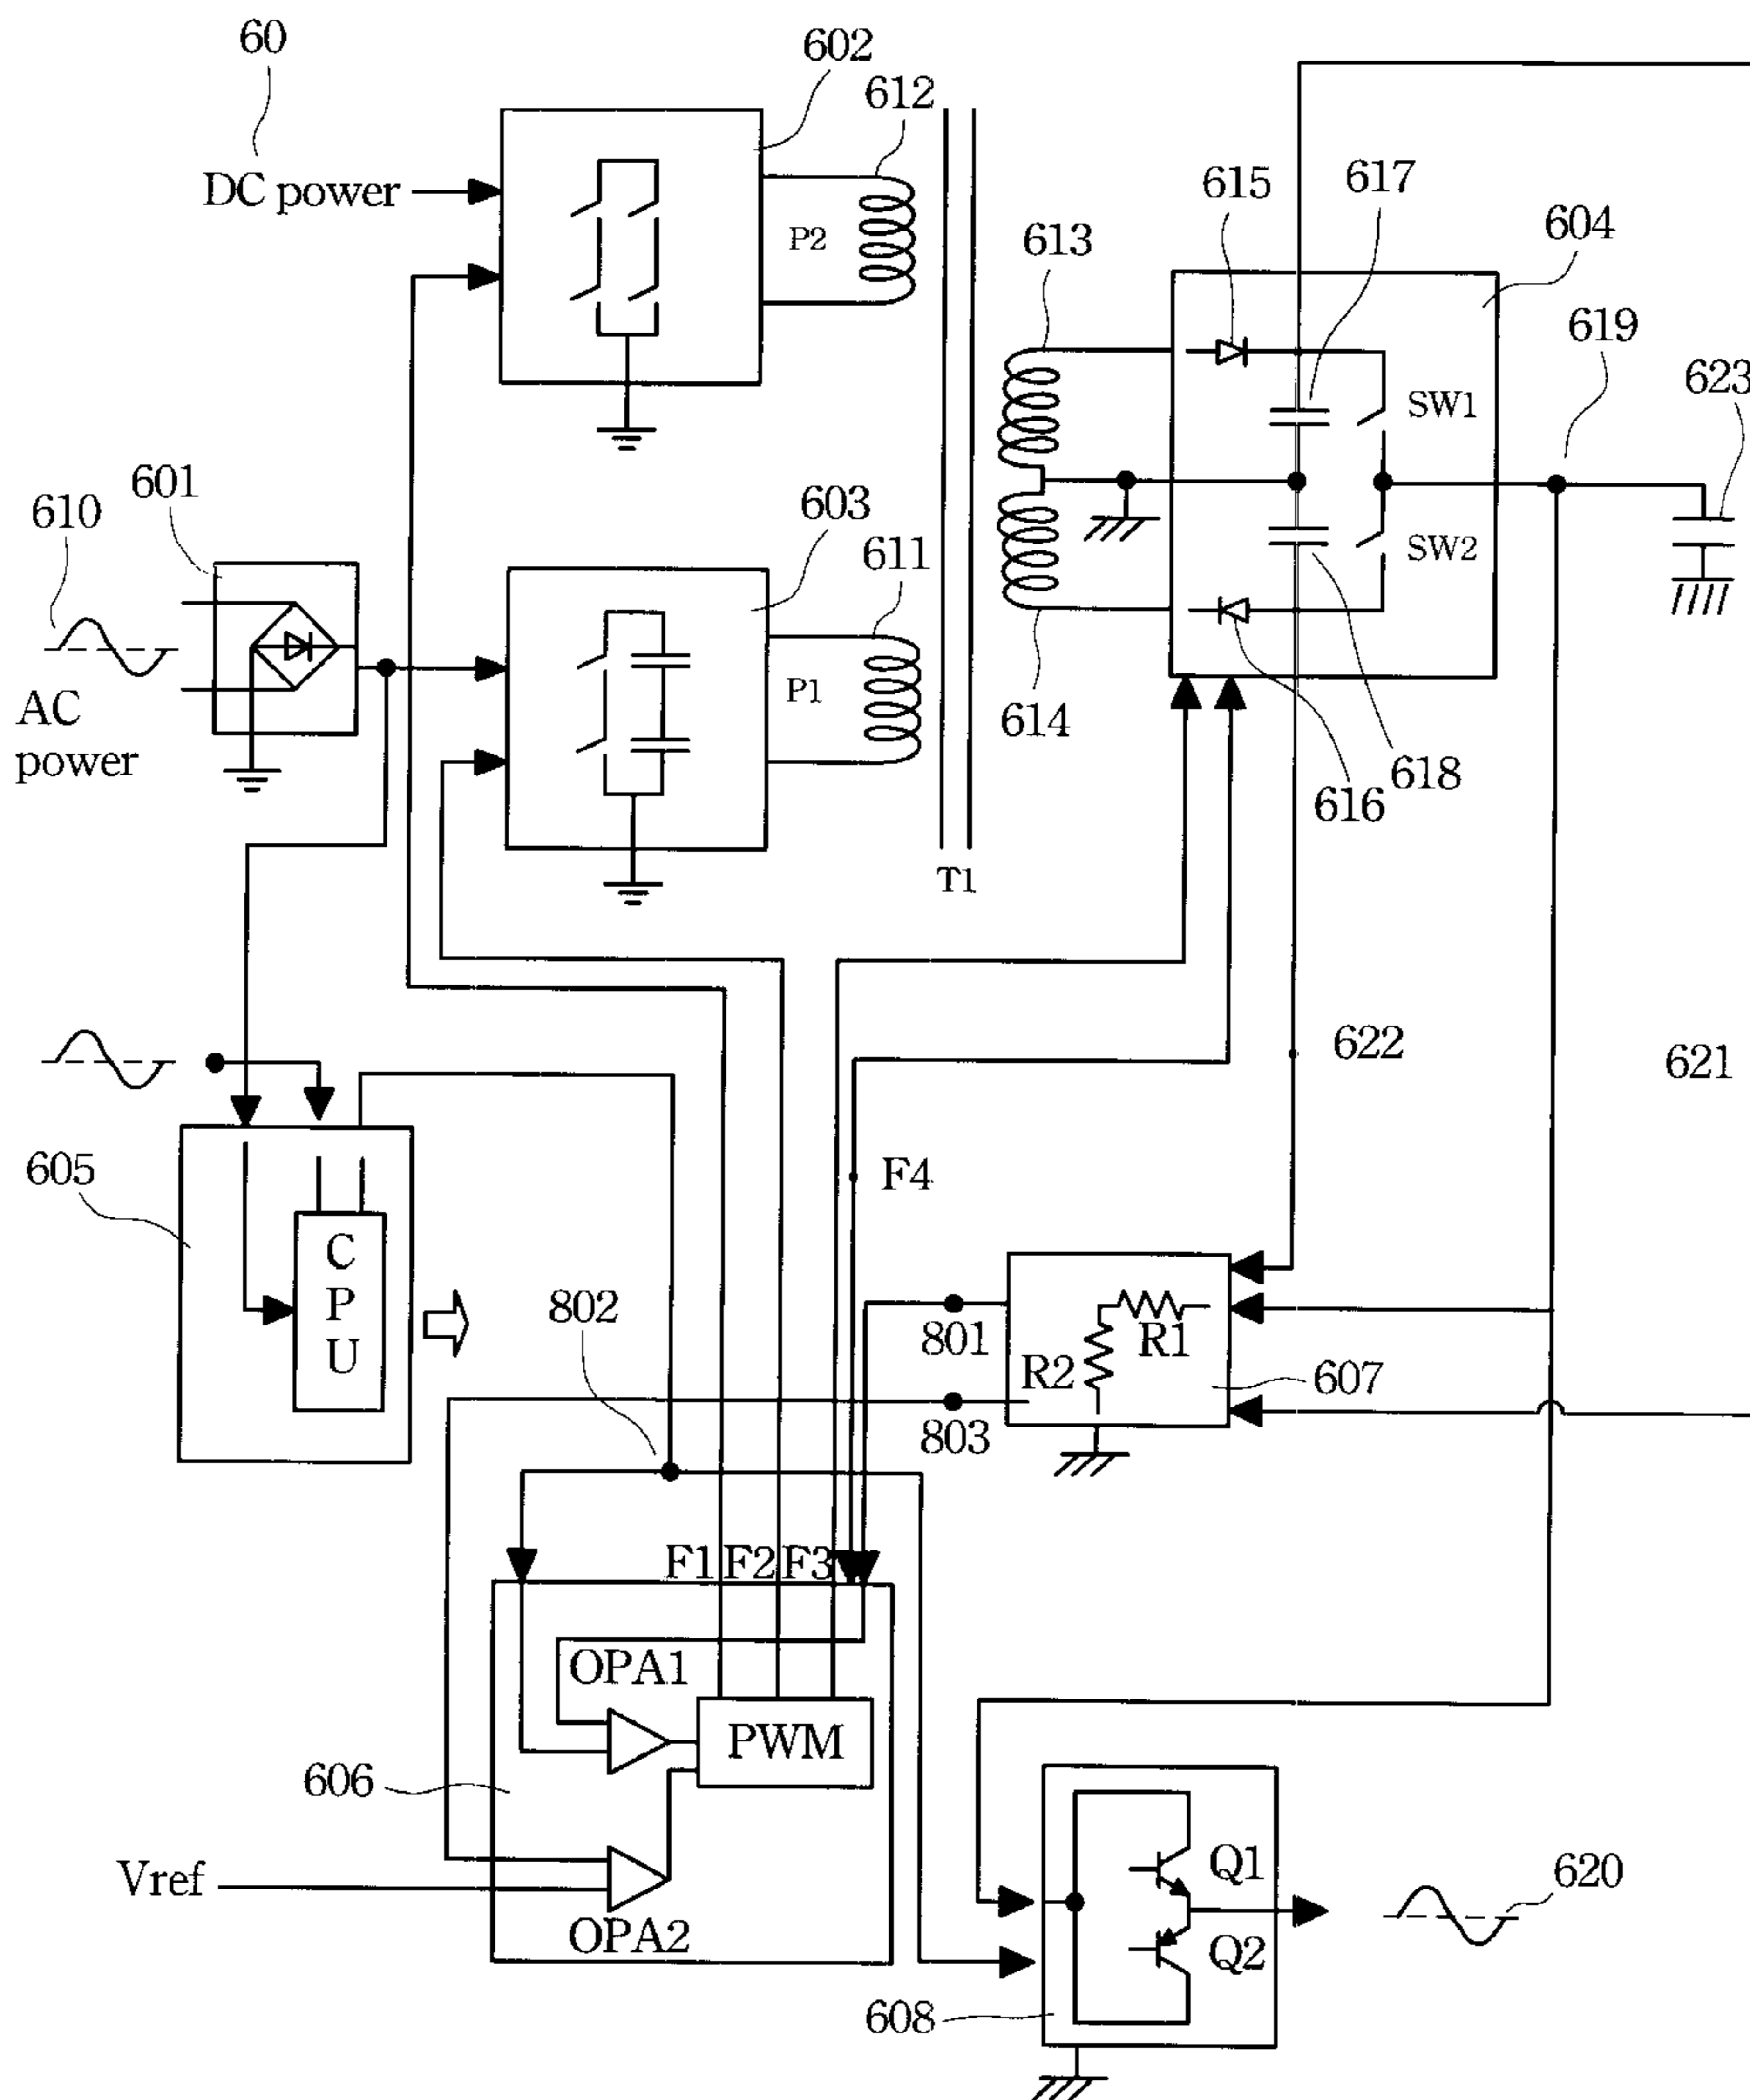 60
602
612
DC power
P2
615
617
613
604
619
623
SW1
601
610
603
611
SW2
AC
power
P1
614
618
616
T1
622
621
605
F4
C
P
U
802
801
R1
R2
607
803
F1
F2
F3
OPA1
PWM
606
Vref
OPA2
Q1
620
Q2
608